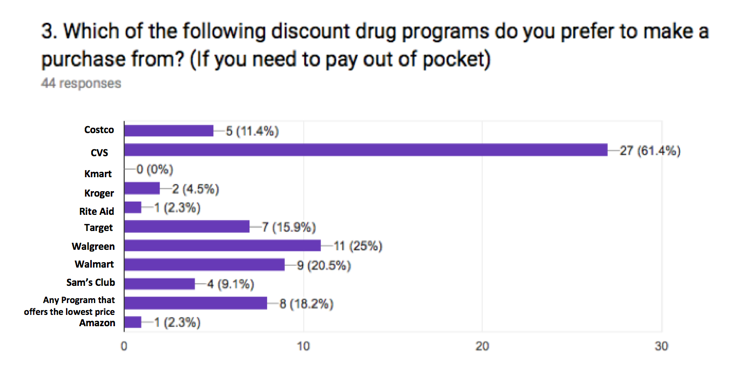 3. Which of the following discount drug programs do you prefer to make a
purchase from? (If you need to pay out of pocket)
44 responses
Costco 5 (11.4%)
CVS 27 (61.4%)
Kmart 0 (0%)
Kroger 2 (4.5%)
Rite Aid 1 (2.3%)
Target 7 (15.9%)
Walgreen 11 (25%)
Walmart 9 (20.5%)
Sam's Club 4 (9.1%)
Any Program that
offers the lowest price 8 (18.2%)
Amazon 1 (2.3%)
0 10 20 30